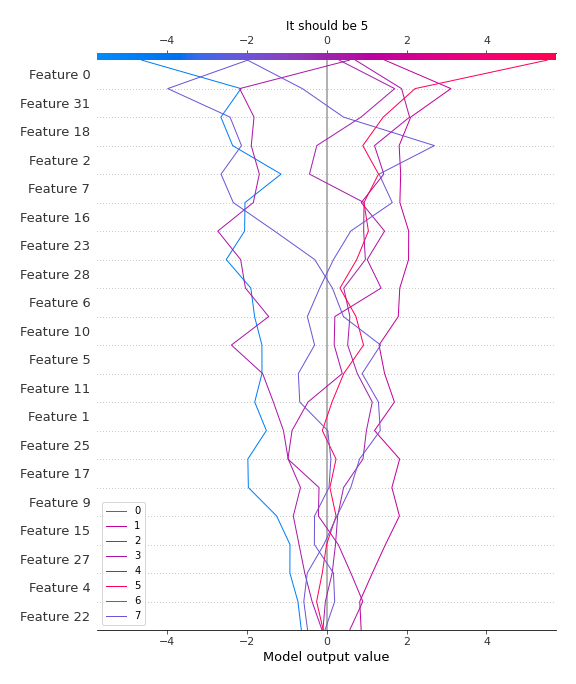 It should be 5
−4 −2 0 2 4
Feature 0
Feature 31
Feature 18
Feature 2
Feature 7
Feature 16
Feature 23
Feature 28
Feature 6
Feature 10
Feature 5
Feature 11
Feature 1
Feature 25
Feature 17
Feature 9
Feature 15
Feature 27
Feature 4
Feature 22
0
1
2
3
4
5
6
7
−4 −2 0 2 4
Model output value